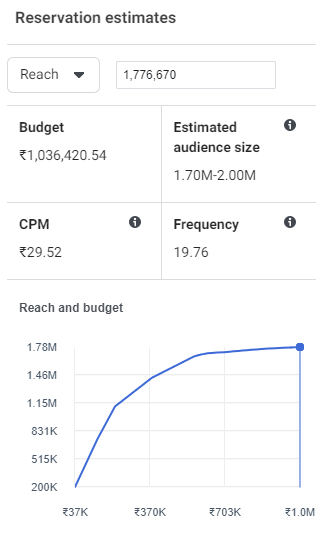 Reservation estimates
Reach
1,776,670
Budget
₹1,036,420.54
Estimated
audience size
1.70M-2.00M
CPM
₹29.52
Frequency
19.76
Reach and budget
1.78M
1.46M
1.15M
831K
515K
200K
₹37K ₹370K ₹703K ₹1.0M